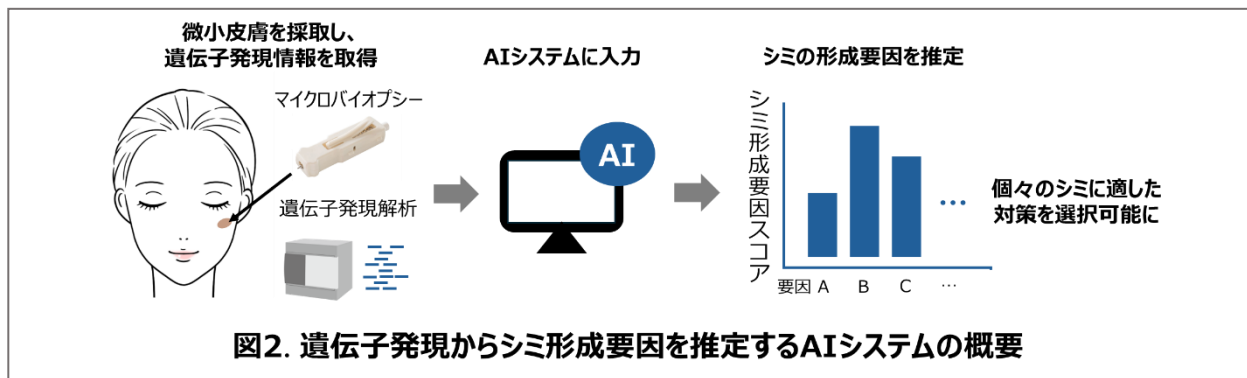 微小皮膚を採取し、
遺伝子発現情報を取得
マイクロバイオプシー
遺伝子発現解析
AIシステムに入力
AI
シミの形成要因を推定
シミ形成要因スコア
要因 A B C …
…
個々のシミに適した
対策を選択可能に
図2. 遺伝子発現からシミ形成要因を推定するAIシステムの概要